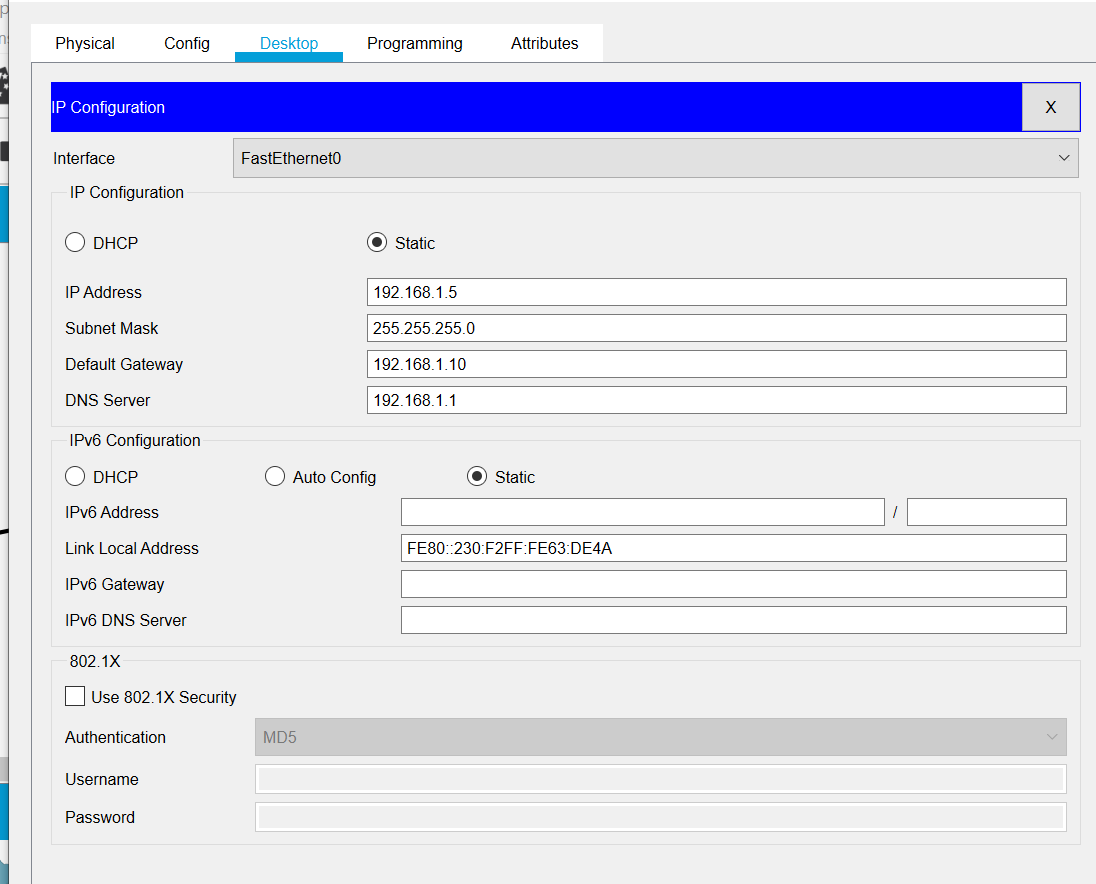 Physical Config Desktop Programming Attributes
IP Configuration X
Interface FastEthernet0
IP Configuration
DHCP Static
IP Address 192.168.1.5
Subnet Mask 255.255.255.0
Default Gateway 192.168.1.10
DNS Server 192.168.1.1
IPv6 Configuration
DHCP Auto Config Static
IPv6 Address /
Link Local Address FE80::230:F2FF:FE63:DE4A
IPv6 Gateway
IPv6 DNS Server
802.1X
Use 802.1X Security
Authentication MD5
Username
Password